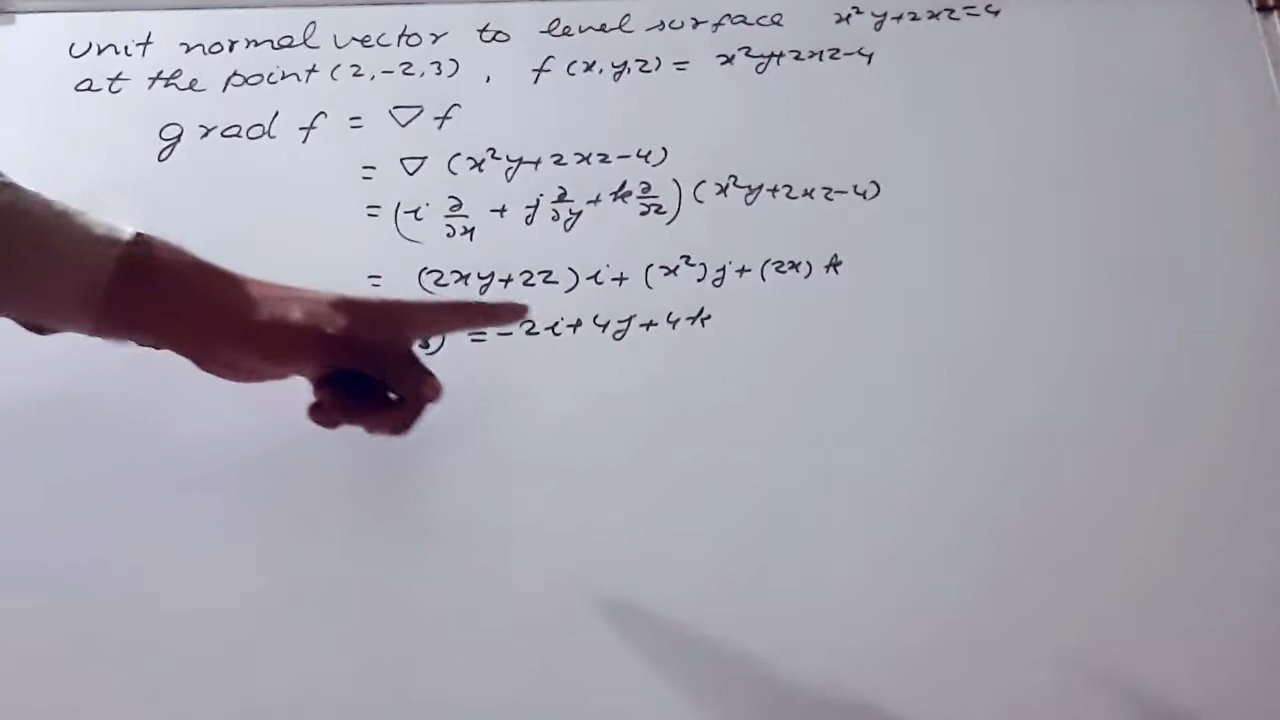 unit normal vector to level surface x²y+2xz=4
at the point (2,-2,3), f(x,y,z) = x²y+2xz-4
grad f = ∇f
= ∇ (x²y+2xz-4)
= (i ∂/∂x + j ∂/∂y + k ∂/∂z) (x²y+2xz-4)
= (2xy+2z)i + (x²)j + (2x)k
3) = -2i+4j+4k